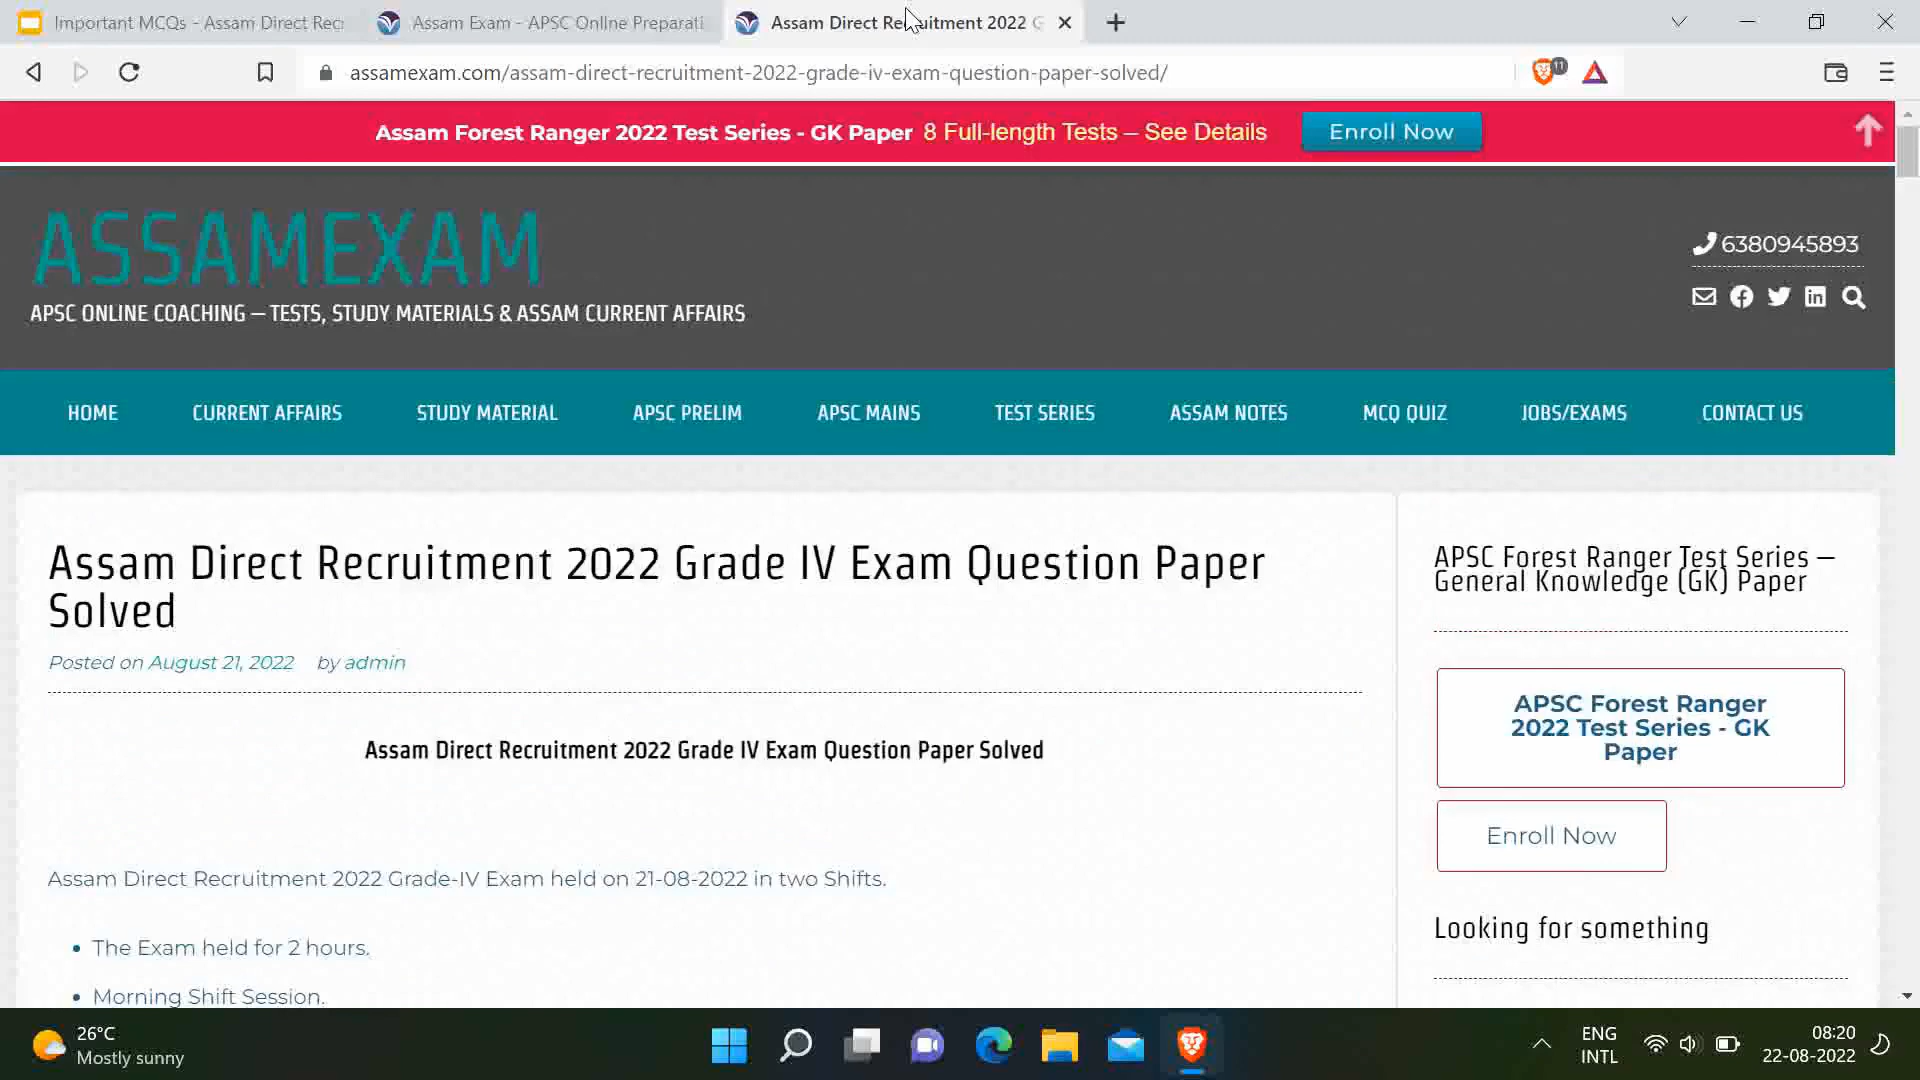 Important MCQs - Assam Direct Rec
Assam Exam - APSC Online Preparati
Assam Direct Recruitment 2022 G
assamexam.com/assam-direct-recruitment-2022-grade-iv-exam-question-paper-solved/
11
Assam Forest Ranger 2022 Test Series - GK Paper 8 Full-length Tests – See Details
Enroll Now
ASSAMEXAM
APSC ONLINE COACHING – TESTS, STUDY MATERIALS & ASSAM CURRENT AFFAIRS
6380945893
HOME CURRENT AFFAIRS STUDY MATERIAL APSC PRELIM APSC MAINS TEST SERIES ASSAM NOTES MCQ QUIZ JOBS/EXAMS CONTACT US
Assam Direct Recruitment 2022 Grade IV Exam Question Paper
Solved
Posted on August 21, 2022 by admin
Assam Direct Recruitment 2022 Grade IV Exam Question Paper Solved
Assam Direct Recruitment 2022 Grade-IV Exam held on 21-08-2022 in two Shifts.
The Exam held for 2 hours.
Morning Shift Session.
APSC Forest Ranger Test Series –
General Knowledge (GK) Paper
APSC Forest Ranger
2022 Test Series - GK
Paper
Enroll Now
Looking for something
26°C
Mostly sunny
ENG
INTL
08:20
22-08-2022